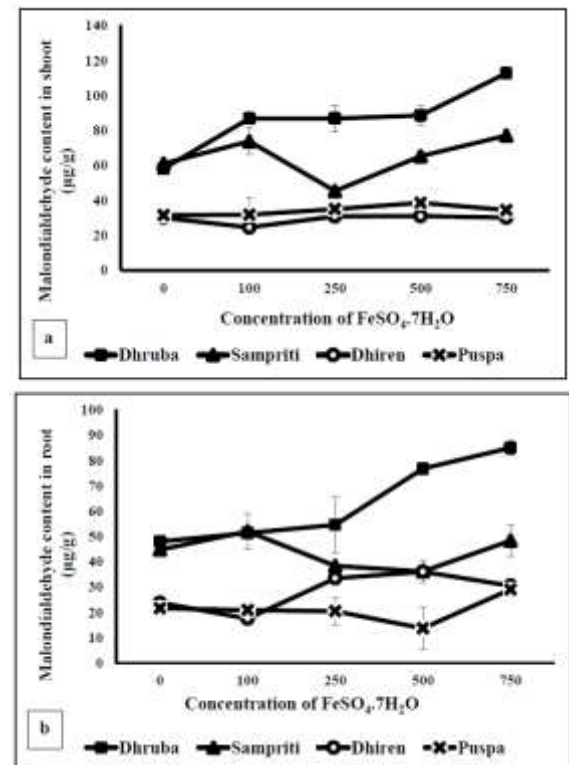 140
120
100
80
60
40
20
0
Malondialdehyde content in shoot
(µg/g)
0 100 250 500 750
Concentration of FeSO₄.7H₂O
a
Dhruba Sampriti Dhiren Puspa
100
90
80
70
60
50
40
30
20
10
0
Malondialdehyde content in root
(µg/g)
0 100 250 500 750
Concentration of FeSO₄.7H₂O
b
Dhruba Sampriti Dhiren Puspa